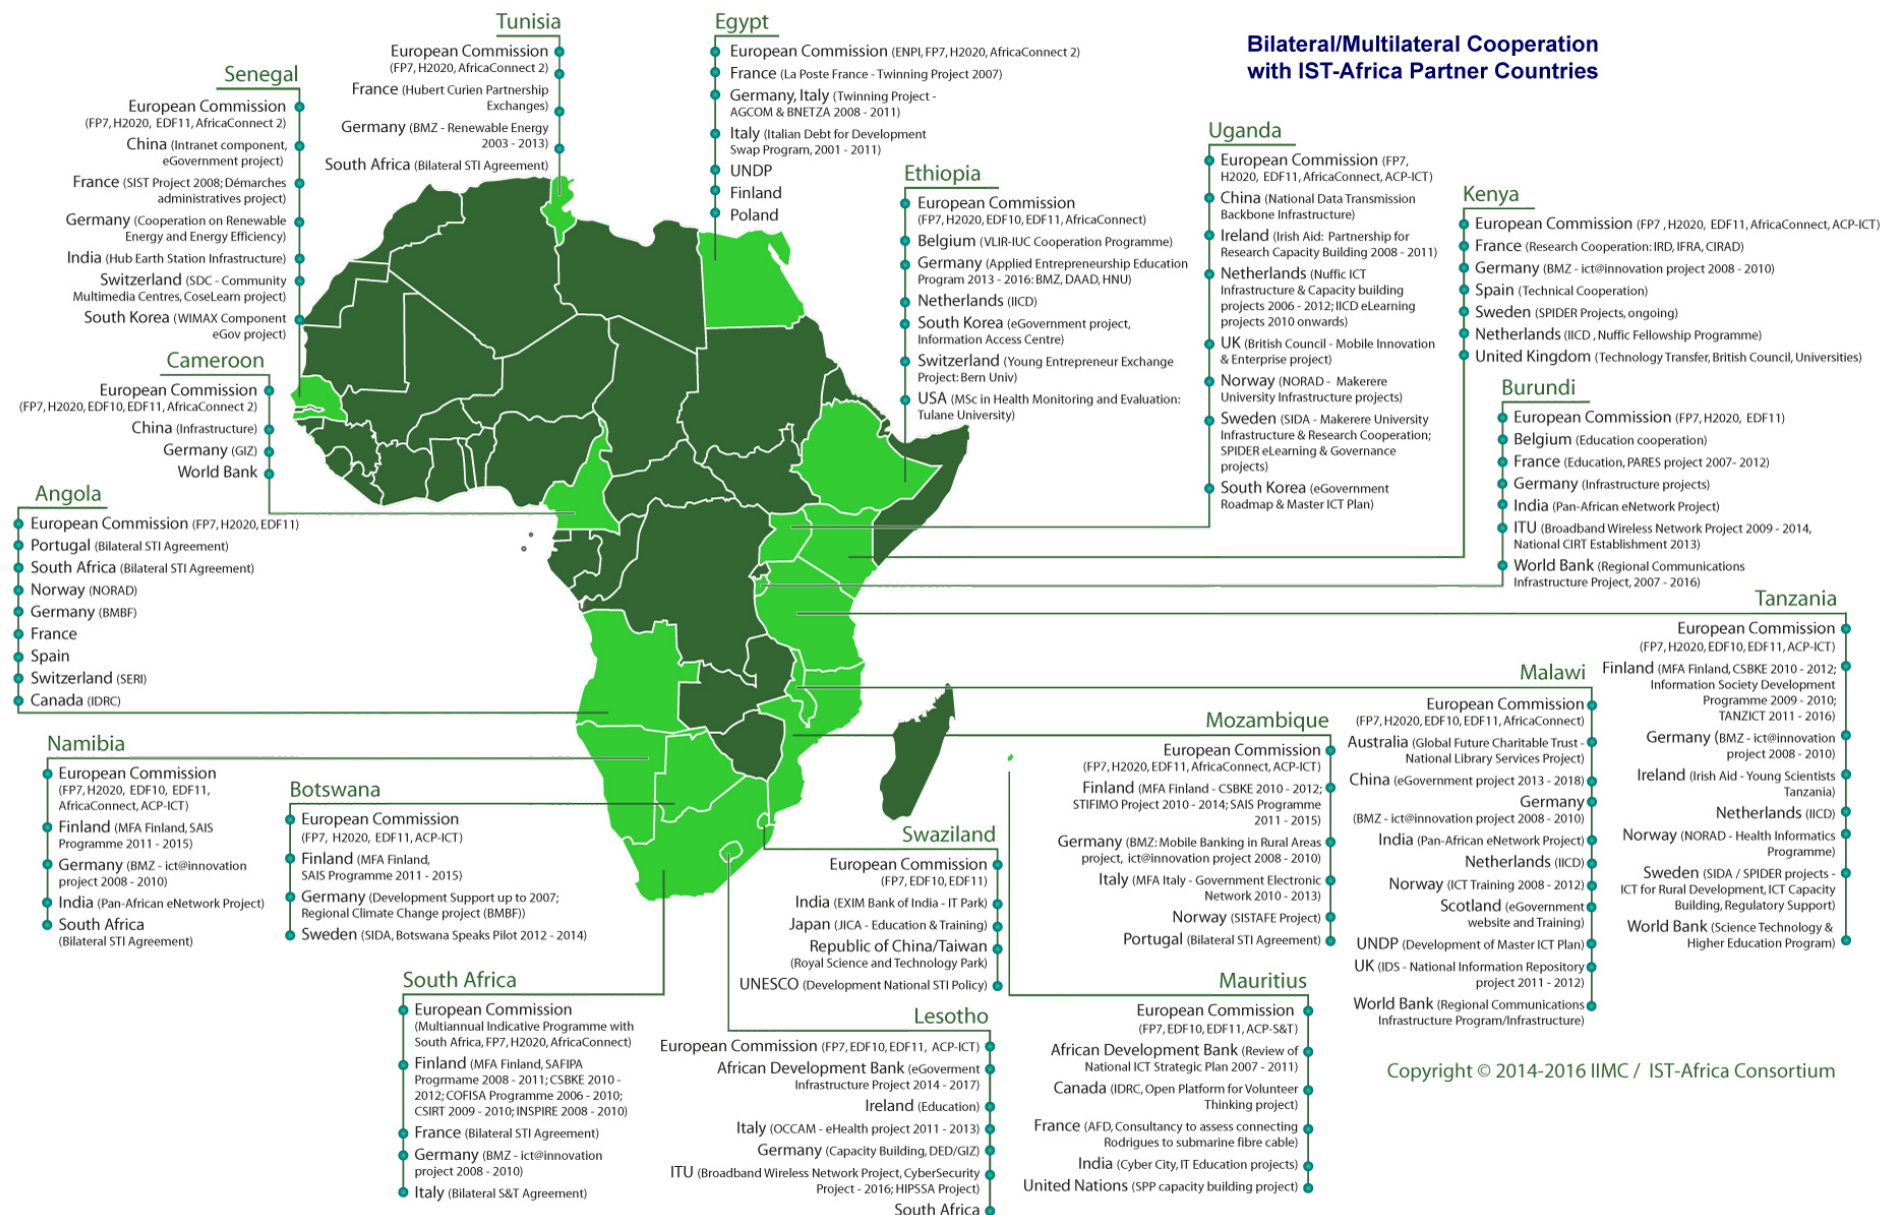 Bilateral/Multilateral Cooperation
with IST-Africa Partner Countries
Tunisia
European Commission
(FP7, H2020, AfricaConnect 2)
France (Hubert Curien Partnership
Exchanges)
Germany (BMZ - Renewable Energy
2003 - 2013)
South Africa (Bilateral STI Agreement)
Egypt
European Commission (ENPI, FP7, H2020, AfricaConnect 2)
France (La Poste France - Twinning Project 2007)
Germany, Italy (Twinning Project -
AGCOM & BNETZA 2008 - 2011)
Italy (Italian Debt for Development
Swap Program, 2001 - 2011)
UNDP
Finland
Poland
Senegal
European Commission
(FP7, H2020, EDF11, AfricaConnect 2)
China (Intranet component,
eGovernment project)
France (SIST Project 2008; Démarches
administratives project)
Germany (Cooperation on Renewable
Energy and Energy Efficiency)
India (Hub Earth Station Infrastructure)
Switzerland (SDC - Community
Multimedia Centres, CoseLearn project)
South Korea (WIMAX Component
eGov project)
Cameroon
European Commission
(FP7, H2020, EDF10, EDF11, AfricaConnect 2)
China (Infrastructure)
Germany (GIZ)
World Bank
Angola
European Commission (FP7, H2020, EDF11)
Portugal (Bilateral STI Agreement)
South Africa (Bilateral STI Agreement)
Norway (NORAD)
Germany (BMBF)
France
Spain
Switzerland (SERI)
Canada (IDRC)
Namibia
European Commission
(FP7, H2020, EDF10, EDF11,
AfricaConnect, ACP-ICT)
Finland (MFA Finland, SAIS
Programme 2011 - 2015)
Germany (BMZ - ict@innovation
project 2008 - 2010)
India (Pan-African eNetwork Project)
South Africa
(Bilateral STI Agreement)
Botswana
European Commission
(FP7, H2020, EDF11, ACP-ICT)
Finland (MFA Finland,
SAIS Programme 2011 - 2015)
Germany (Development Support up to 2007;
Regional Climate Change project (BMBF))
Sweden (SIDA, Botswana Speaks Pilot 2012 - 2014)
South Africa
European Commission
(Multiannual Indicative Programme with
South Africa, FP7, H2020, AfricaConnect)
Finland (MFA Finland, SAFIPA
Progrmame 2008 - 2011; CSBKE 2010 -
2012; COFISA Programme 2006 - 2010;
CSIRT 2009 - 2010; INSPIRE 2008 - 2010)
France (Bilateral STI Agreement)
Germany (BMZ - ict@innovation
project 2008 - 2010)
Italy (Bilateral S&T Agreement)
Ethiopia
European Commission
(FP7, H2020, EDF10, EDF11, AfricaConnect)
Belgium (VLIR-IUC Cooperation Programme)
Germany (Applied Entrepreneurship Education
Program 2013 - 2016: BMZ, DAAD, HNU)
Netherlands (IICD)
South Korea (eGovernment project,
Information Access Centre)
Switzerland (Young Entrepreneur Exchange
Project: Bern Univ)
USA (MSc in Health Monitoring and Evaluation:
Tulane University)
Uganda
European Commission (FP7,
H2020, EDF11, AfricaConnect, ACP-ICT)
China (National Data Transmission
Backbone Infrastructure)
Ireland (Irish Aid: Partnership for
Research Capacity Building 2008 - 2011)
Netherlands (Nuffic ICT
Infrastructure & Capacity building
projects 2006 - 2012; IICD eLearning
projects 2010 onwards)
UK (British Council - Mobile Innovation
& Enterprise project)
Norway (NORAD - Makerere
University Infrastructure projects)
Sweden (SIDA - Makerere University
Infrastructure & Research Cooperation;
SPIDER eLearning & Governance
projects)
South Korea (eGovernment
Roadmap & Master ICT Plan)
Kenya
European Commission (FP7 , H2020, EDF11, AfricaConnect, ACP-ICT)
France (Research Cooperation: IRD, IFRA, CIRAD)
Germany (BMZ - ict@innovation project 2008 - 2010)
Spain (Technical Cooperation)
Sweden (SPIDER Projects, ongoing)
Netherlands (IICD , Nuffic Fellowship Programme)
United Kingdom (Technology Transfer, British Council, Universities)
Burundi
European Commission (FP7, H2020, EDF11)
Belgium (Education cooperation)
France (Education, PARES project 2007- 2012)
Germany (Infrastructure projects)
India (Pan-African eNetwork Project)
ITU (Broadband Wireless Network Project 2009 - 2014,
National CIRT Establishment 2013)
World Bank (Regional Communications
Infrastructure Project, 2007 - 2016)
Tanzania
European Commission
(FP7, H2020, EDF10, EDF11, ACP-ICT)
Finland (MFA Finland, CSBKE 2010 - 2012;
Information Society Development
Programme 2009 - 2010;
TANZICT 2011 - 2016)
Germany (BMZ - ict@innovation
project 2008 - 2010)
Ireland (Irish Aid - Young Scientists
Tanzania)
Netherlands (IICD)
Norway (NORAD - Health Informatics
Programme)
Sweden (SIDA / SPIDER projects -
ICT for Rural Development, ICT Capacity
Building, Regulatory Support)
World Bank (Science Technology &
Higher Education Program)
Malawi
European Commission
(FP7, H2020, EDF10, EDF11, AfricaConnect)
Australia (Global Future Charitable Trust -
National Library Services Project)
China (eGovernment project 2013 - 2018)
Germany
(BMZ - ict@innovation project 2008 - 2010)
India (Pan-African eNetwork Project)
Netherlands (IICD)
Norway (ICT Training 2008 - 2012)
Scotland (eGovernment
website and Training)
UNDP (Development of Master ICT Plan)
UK (IDS - National Information Repository
project 2011 - 2012)
World Bank (Regional Communications
Infrastructure Program/Infrastructure)
Mozambique
European Commission
(FP7, H2020, EDF11, AfricaConnect, ACP-ICT)
Finland (MFA Finland - CSBKE 2010 - 2012;
STIFIMO Project 2010 - 2014; SAIS Programme
2011 - 2015)
Germany (BMZ: Mobile Banking in Rural Areas
project, ict@innovation project 2008 - 2010)
Italy (MFA Italy - Government Electronic
Network 2010 - 2013)
Norway (SISTAFE Project)
Portugal (Bilateral STI Agreement)
Swaziland
European Commission
(FP7, EDF10, EDF11)
India (EXIM Bank of India - IT Park)
Japan (JICA - Education & Training)
Republic of China/Taiwan
(Royal Science and Technology Park)
UNESCO (Development National STI Policy)
Lesotho
European Commission (FP7, EDF10, EDF11, ACP-ICT)
African Development Bank (eGoverment
Infrastructure Project 2014 - 2017)
Ireland (Education)
Italy (OCCAM - eHealth project 2011 - 2013)
Germany (Capacity Building, DED/GIZ)
ITU (Broadband Wireless Network Project, CyberSecurity
Project - 2016; HIPSSA Project)
South Africa
Mauritius
European Commission
(FP7, EDF10, EDF11, ACP-S&T)
African Development Bank (Review of
National ICT Strategic Plan 2007 - 2011)
Canada (IDRC, Open Platform for Volunteer
Thinking project)
France (AFD, Consultancy to assess connecting
Rodrigues to submarine fibre cable)
India (Cyber City, IT Education projects)
United Nations (SPP capacity building project)
Copyright © 2014-2016 IIMC / IST-Africa Consortium